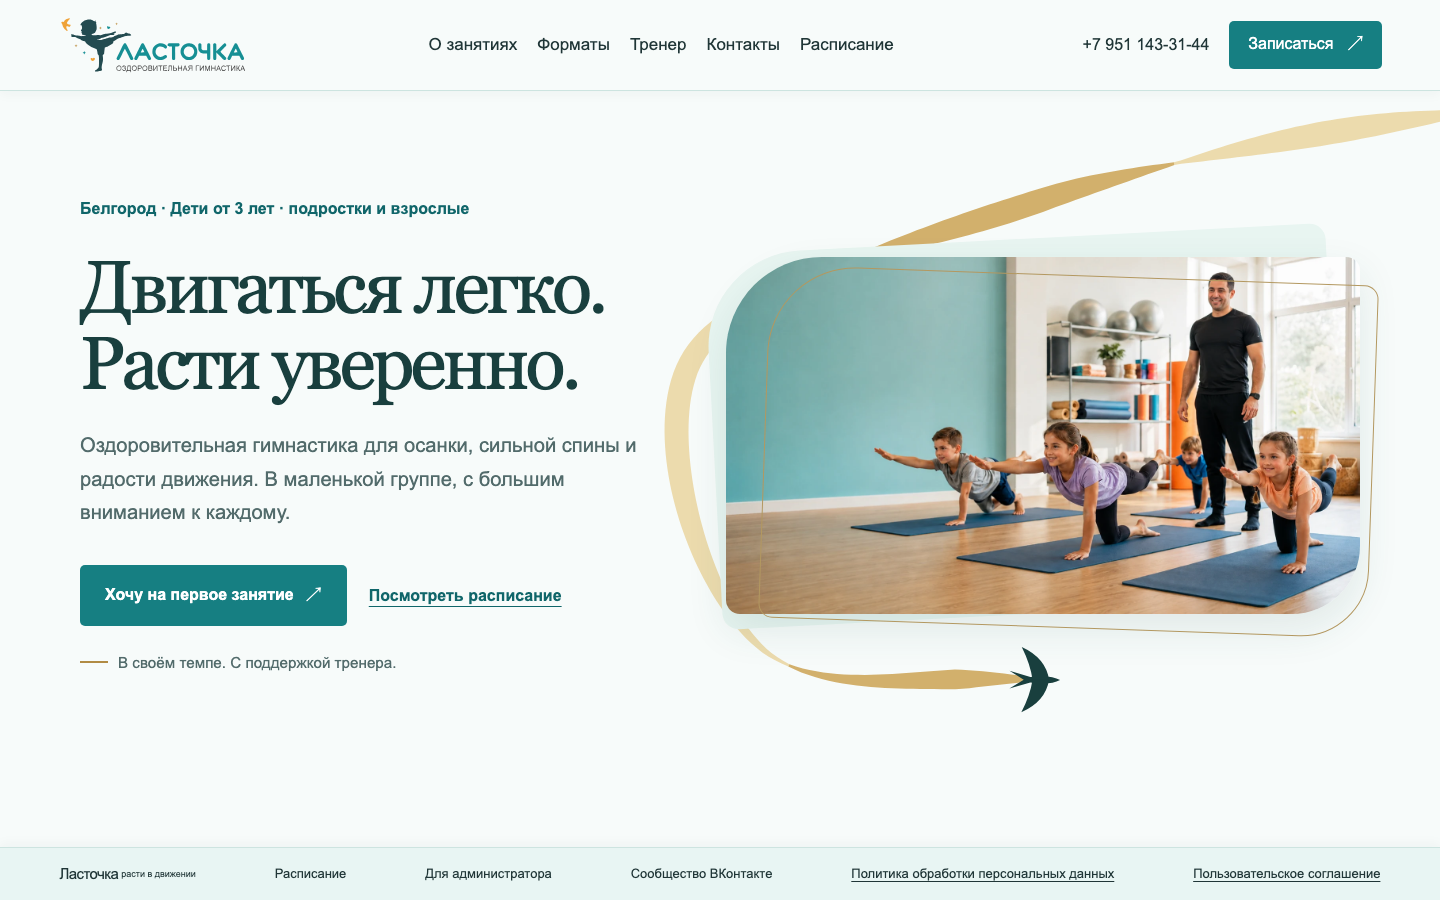 ЛАСТОЧКА
ОЗДОРОВИТЕЛЬНАЯ ГИМНАСТИКА
О занятиях Форматы Тренер Контакты Расписание
+7 951 143-31-44
Записаться
Белгород · Дети от 3 лет · подростки и взрослые
Двигаться легко.
Расти уверенно.
Оздоровительная гимнастика для осанки, сильной спины и
радости движения. В маленькой группе, с большим
вниманием к каждому.
Хочу на первое занятие
Посмотреть расписание
В своём темпе. С поддержкой тренера.
Ласточка расти в движении
Расписание
Для администратора
Сообщество ВКонтакте
Политика обработки персональных данных
Пользовательское соглашение